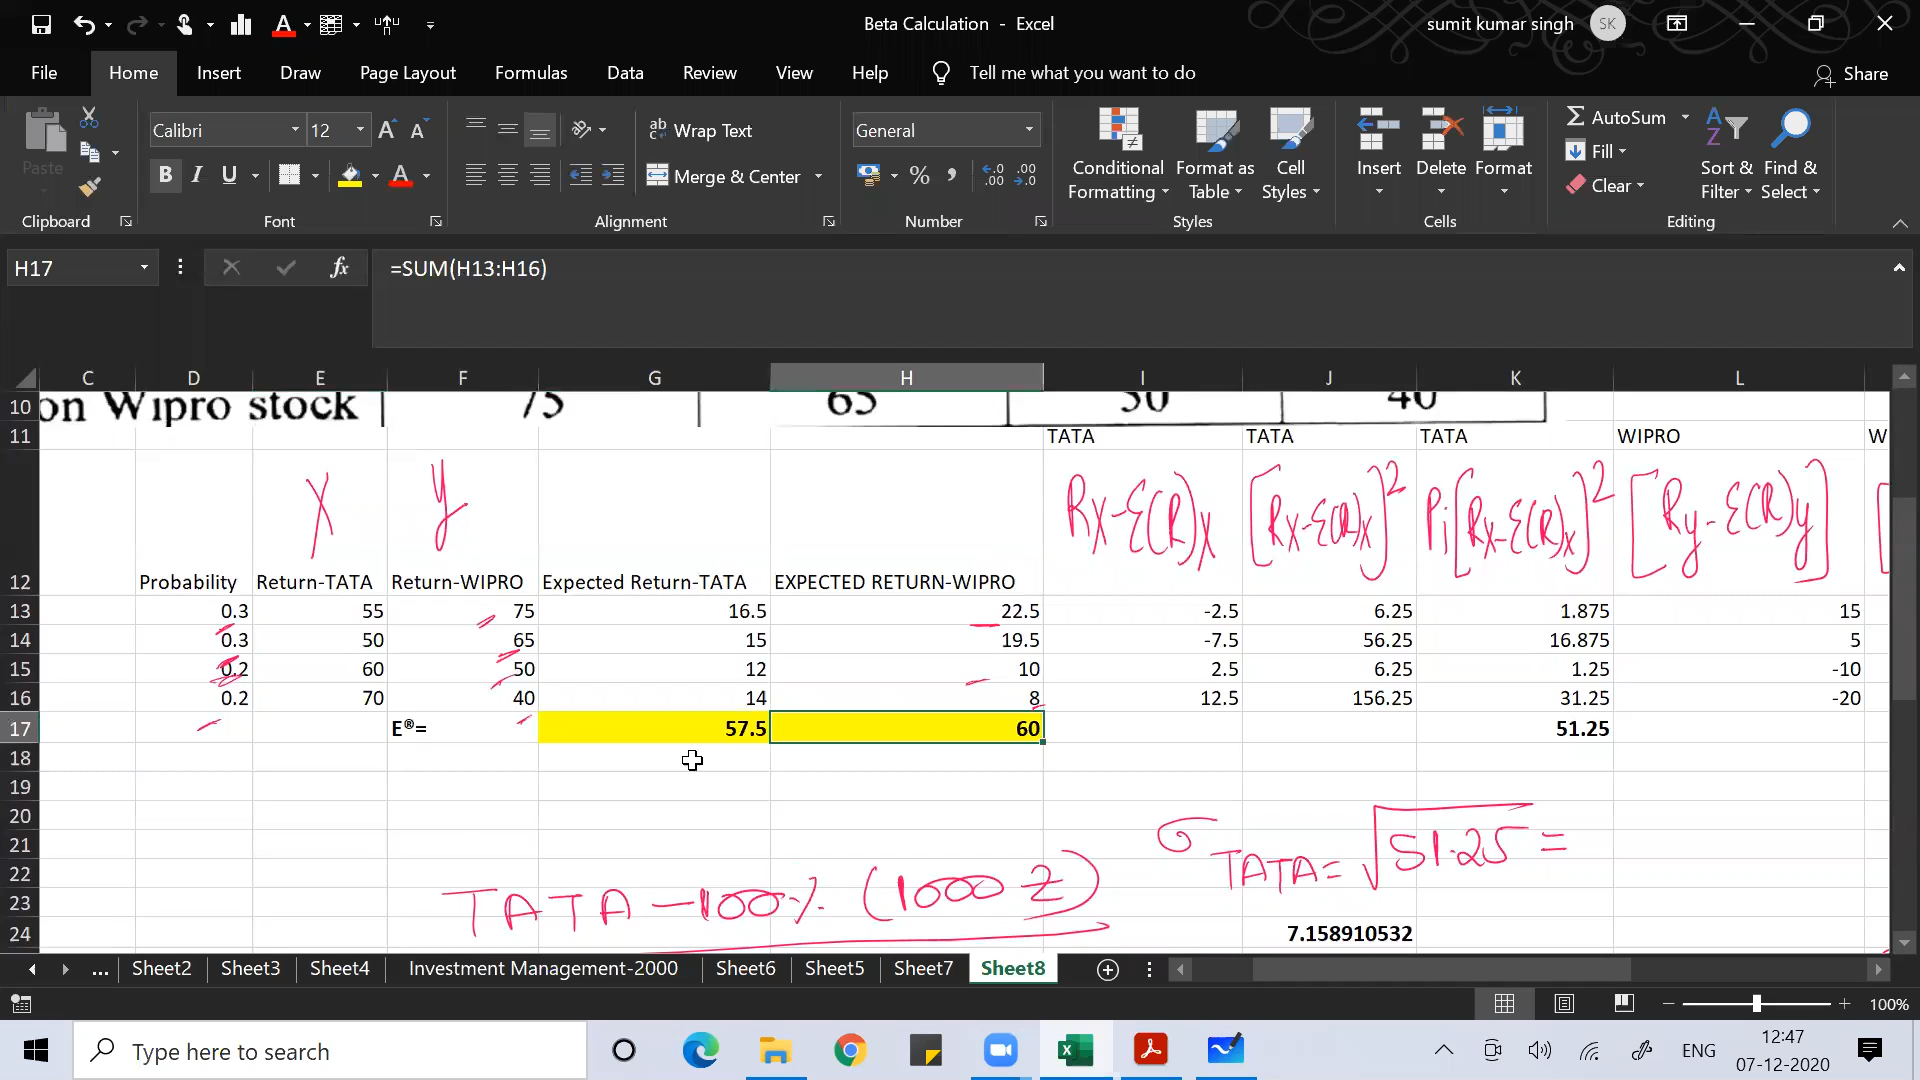 Beta Calculation - Excel
sumit kumar singh
SK
File
Home
Insert
Draw
Page Layout
Formulas
Data
Review
View
Help
Tell me what you want to do
Share
Paste
Calibri
12
Wrap Text
Merge & Center
General
Conditional Formatting
Format as Table
Cell Styles
Insert
Delete
Format
AutoSum
Fill
Clear
Sort & Filter
Find & Select
Clipboard
Font
Alignment
Number
Styles
Cells
Editing
H17
fx
=SUM(H13:H16)
C D E F G H I J K L
10 on Wipro stock 75 65 50 40
11 TATA TATA TATA WIPRO W
X y Rx-E(R)x [Rx-E(R)x]2 Pi[Rx-E(R)x]2 [Ry-E(R)y]
12 Probability Return-TATA Return-WIPRO Expected Return-TATA EXPECTED RETURN-WIPRO
13 0.3 55 75 16.5 22.5 -2.5 6.25 1.875 15
14 0.3 50 65 15 19.5 -7.5 56.25 16.875 5
15 0.2 60 50 12 10 2.5 6.25 1.25 -10
16 0.2 70 40 14 8 12.5 156.25 31.25 -20
17 E®= 57.5 60 51.25
18
19
20
21 σ TATA= √51.25 =
22
23 TATA-100% (1000 Z)
24 7.158910532
... Sheet2 Sheet3 Sheet4 Investment Management-2000 Sheet6 Sheet5 Sheet7 Sheet8
100%
Type here to search
ENG
12:47
07-12-2020